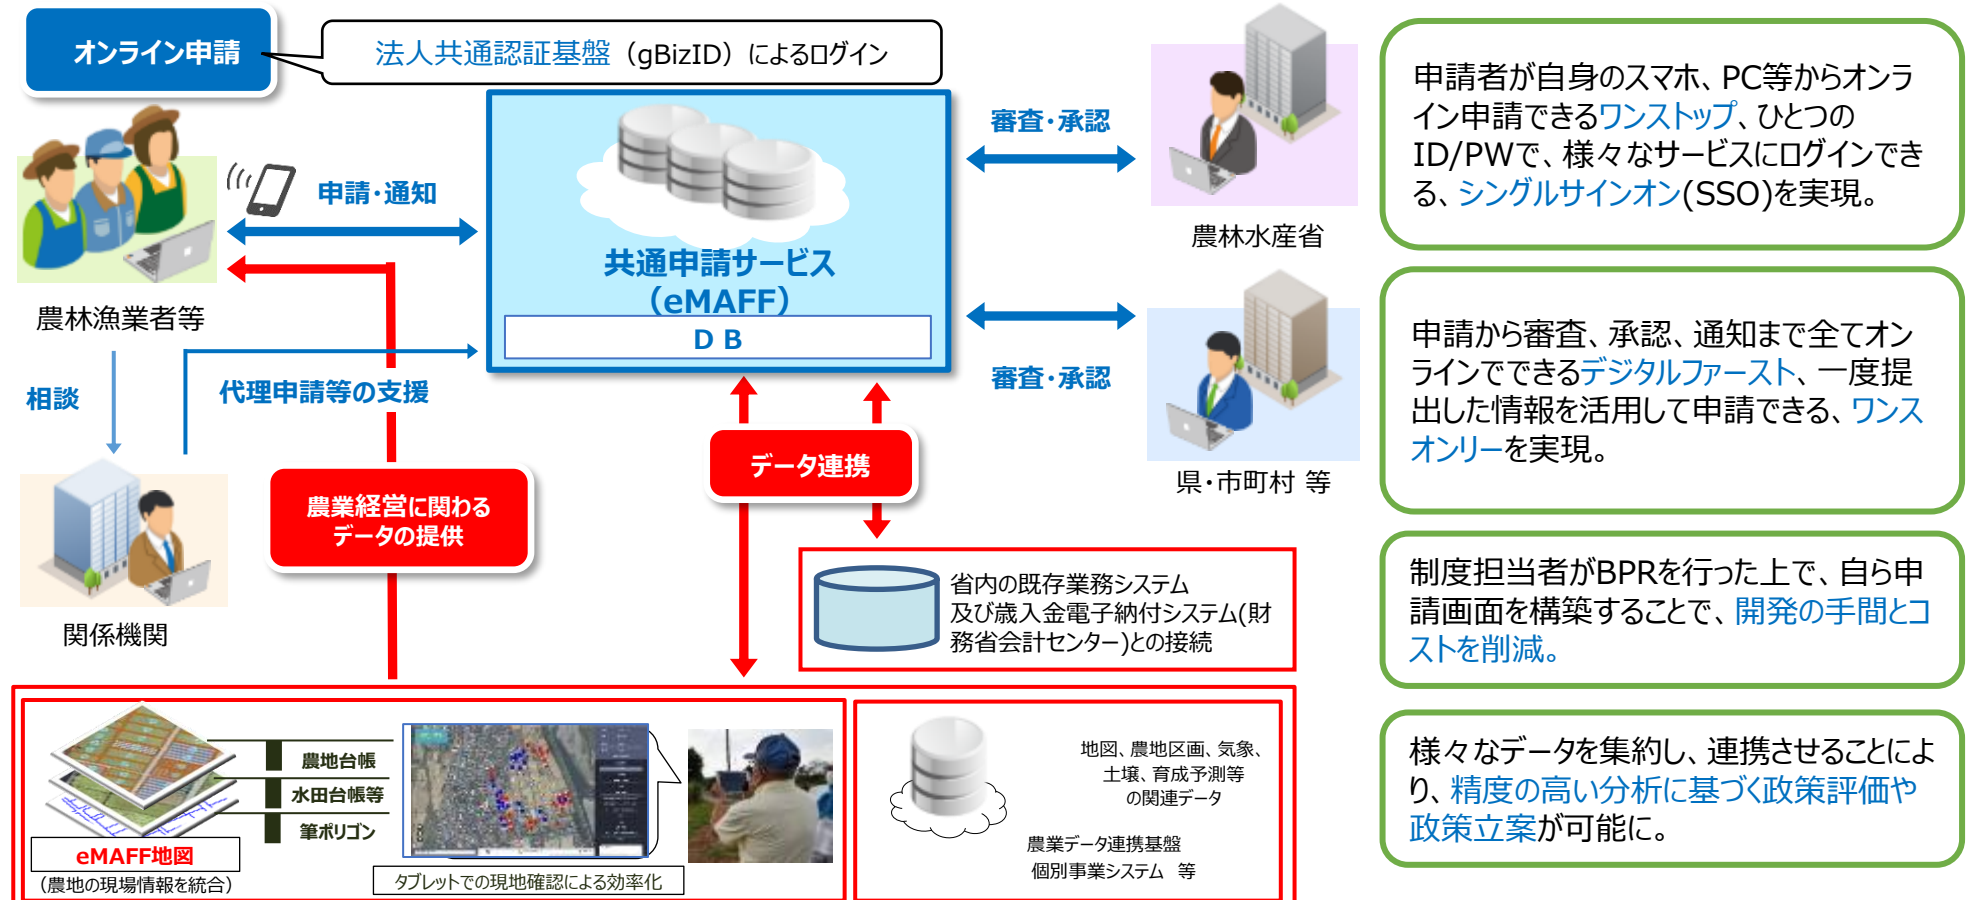 オンライン申請
法人共通認証基盤（gBizID）によるログイン
申請・通知
農林漁業者等
相談
代理申請等の支援
関係機関
農業経営に関わる
データの提供
共通申請サービス
（eMAFF）
ＤＢ
審査・承認
農林水産省
審査・承認
県・市町村 等
データ連携
省内の既存業務システム
及び歳入金電子納付システム(財
務省会計センター)との接続
農地台帳
水田台帳等
筆ポリゴン
eMAFF地図
（農地の現場情報を統合）
タブレットでの現地確認による効率化
地図、農地区画、気象、
土壌、育成予測等
の関連データ
農業データ連携基盤
個別事業システム 等
申請者が自身のスマホ、PC等からオンラ
イン申請できるワンストップ、ひとつの
ID/PWで、様々なサービスにログインでき
る、シングルサインオン(SSO)を実現。
申請から審査、承認、通知まで全てオン
ラインでできるデジタルファースト、一度提
出した情報を活用して申請できる、ワンス
オンリーを実現。
制度担当者がBPRを行った上で、自ら申
請画面を構築することで、開発の手間とコ
ストを削減。
様々なデータを集約し、連携させることによ
り、精度の高い分析に基づく政策評価や
政策立案が可能に。